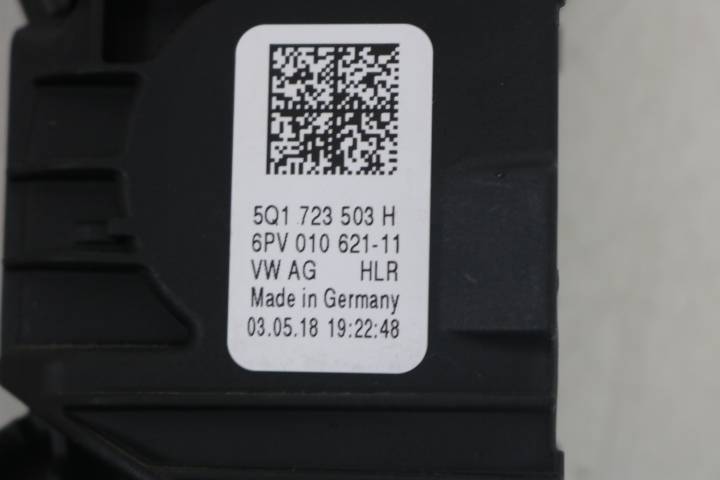 5Q1 723 503 H
6PV 010 621-11
VW AG HLR
Made in Germany
03.05.18 19:22:48